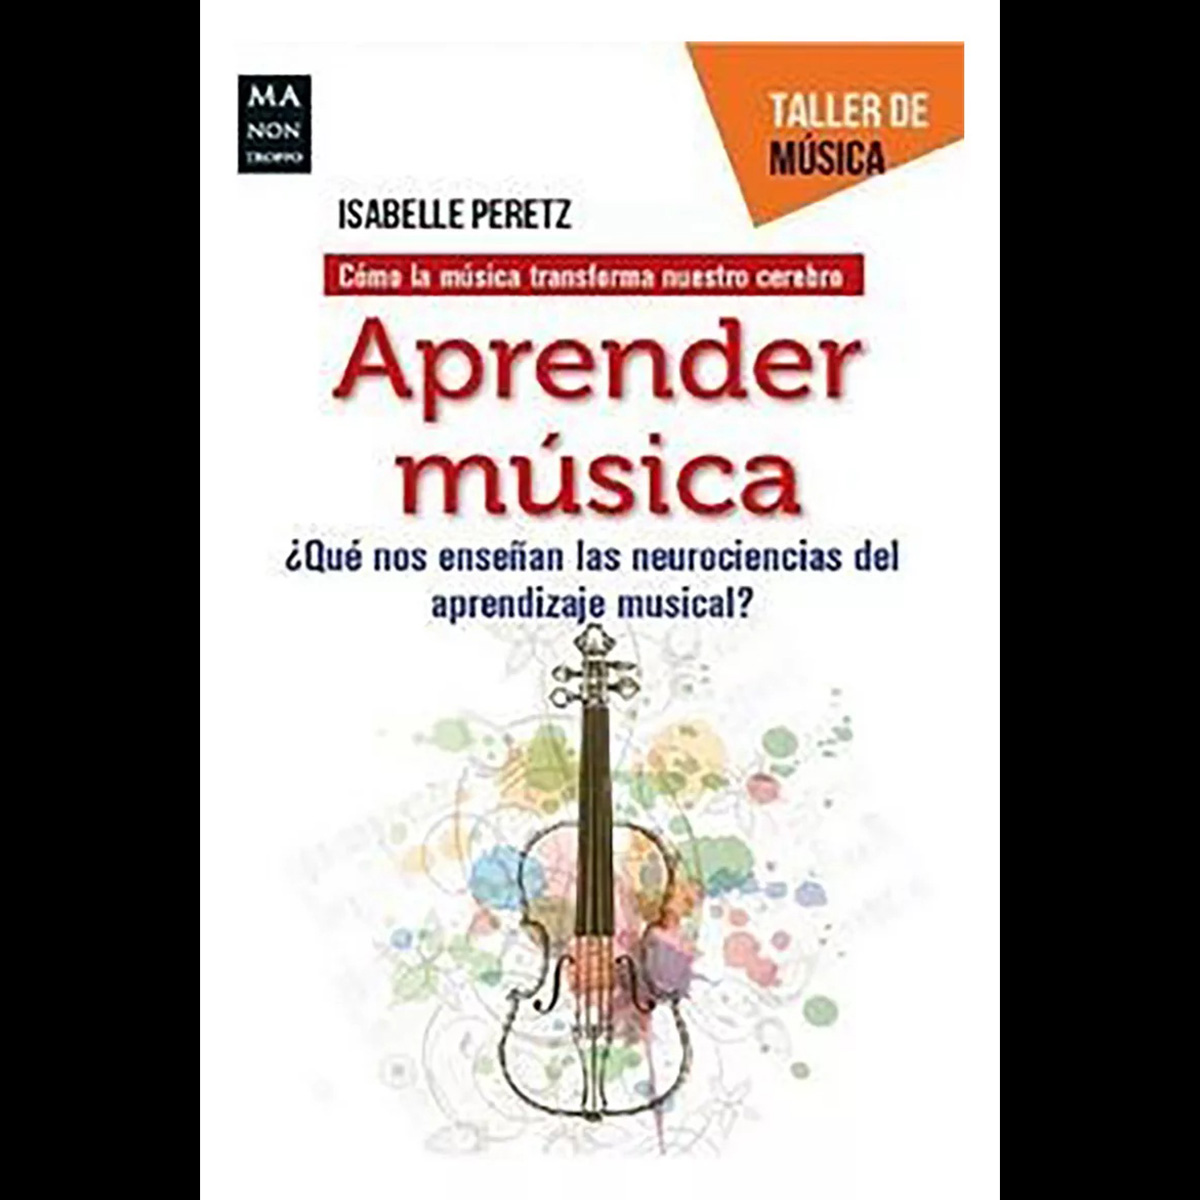 MA
NON
TROPPO
TALLER DE
MÚSICA
ISABELLE PERETZ
Cómo la música transforma nuestro cerebro
Aprender
música
¿Qué nos enseñan las neurociencias del
aprendizaje musical?